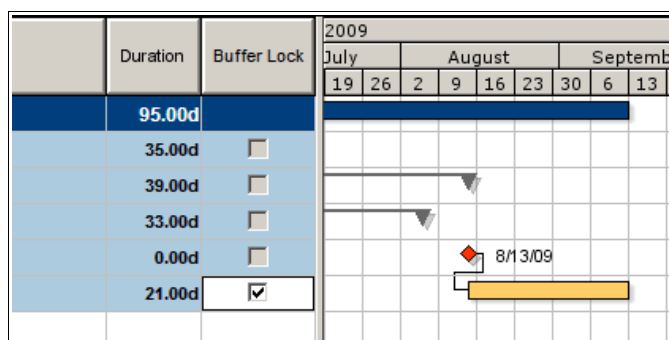 2009
Duration Buffer Lock July August Septemb
19 26 2 9 16 23 30 6 13
95.00d
35.00d
39.00d
33.00d
0.00d 8/13/09
21.00d